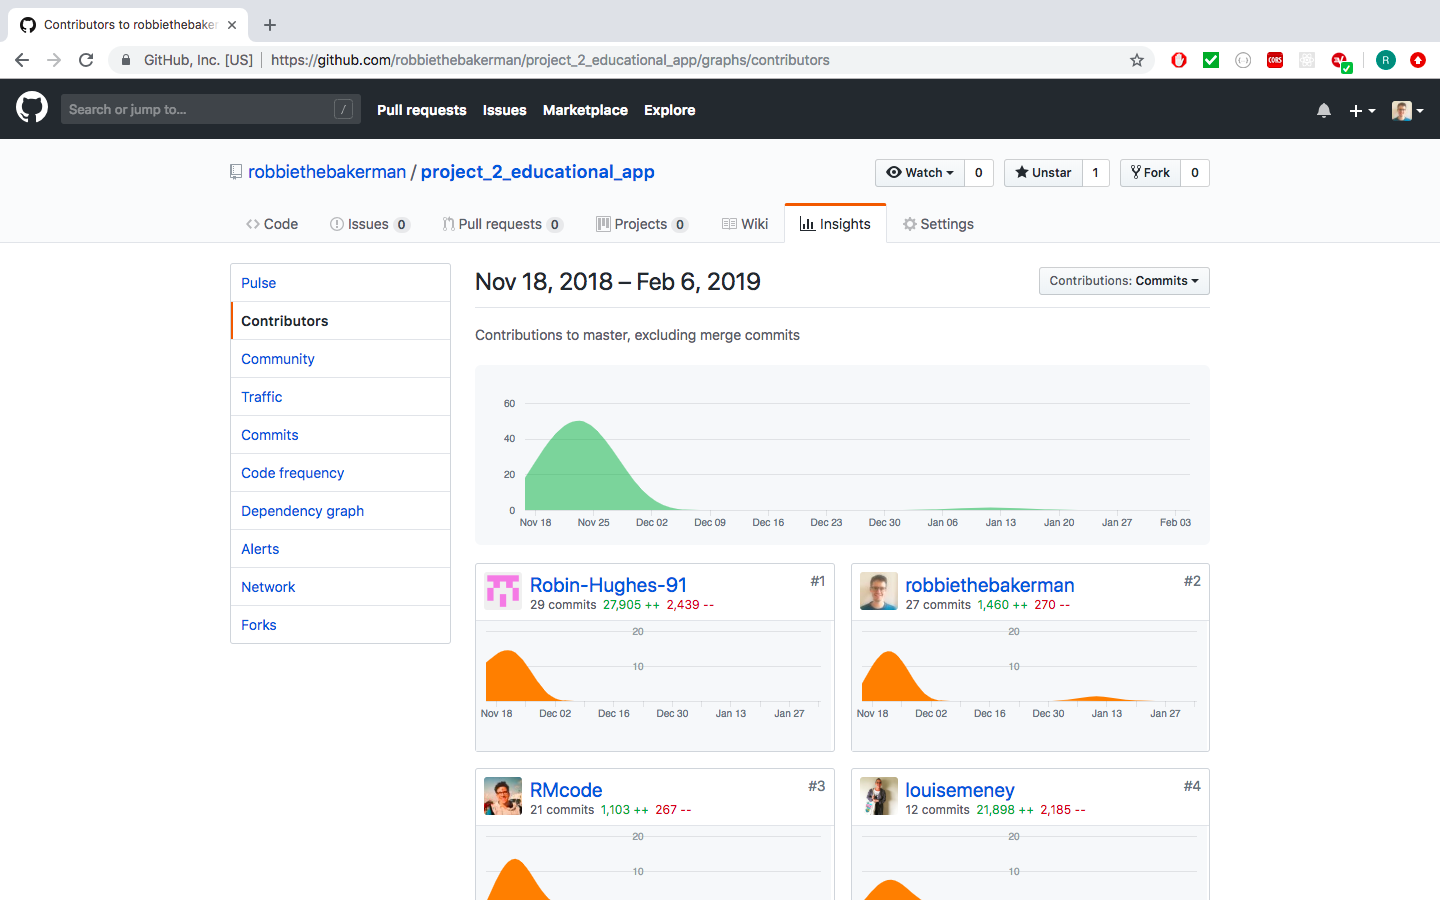 Contributors to robbiethebaker
GitHub, Inc. [US] https://github.com/robbiethebakerman/project_2_educational_app/graphs/contributors
CORS
R
Search or jump to... / Pull requests Issues Marketplace Explore
robbiethebakerman / project_2_educational_app
Watch 0 Unstar 1 Fork 0
Code Issues 0 Pull requests 0 Projects 0 Wiki Insights Settings
Pulse
Contributors
Community
Traffic
Commits
Code frequency
Dependency graph
Alerts
Network
Forks
Nov 18, 2018 – Feb 6, 2019
Contributions: Commits
Contributions to master, excluding merge commits
60
40
20
0
Nov 18 Nov 25 Dec 02 Dec 09 Dec 16 Dec 23 Dec 30 Jan 06 Jan 13 Jan 20 Jan 27 Feb 03
Robin-Hughes-91 #1
29 commits 27,905 ++ 2,439 --
20
10
Nov 18 Dec 02 Dec 16 Dec 30 Jan 13 Jan 27
robbiethebakerman #2
27 commits 1,460 ++ 270 --
20
10
Nov 18 Dec 02 Dec 16 Dec 30 Jan 13 Jan 27
RMcode #3
21 commits 1,103 ++ 267 --
20
10
louisemeney #4
12 commits 21,898 ++ 2,185 --
20
10